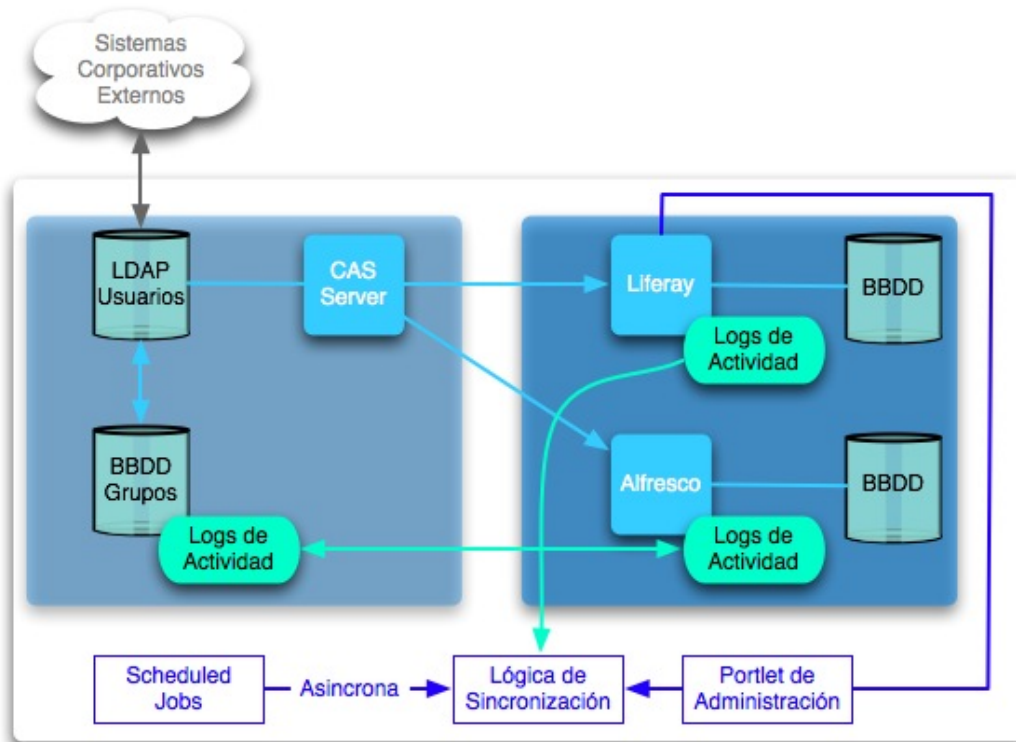 Sistemas
Corporativos
Externos
LDAP
Usuarios
CAS
Server
Liferay
BBDD
Logs de
Actividad
BBDD
Grupos
Alfresco
BBDD
Logs de
Actividad
Logs de
Actividad
Scheduled
Jobs
Asincrona
Lógica de
Sincronización
Portlet de
Administración